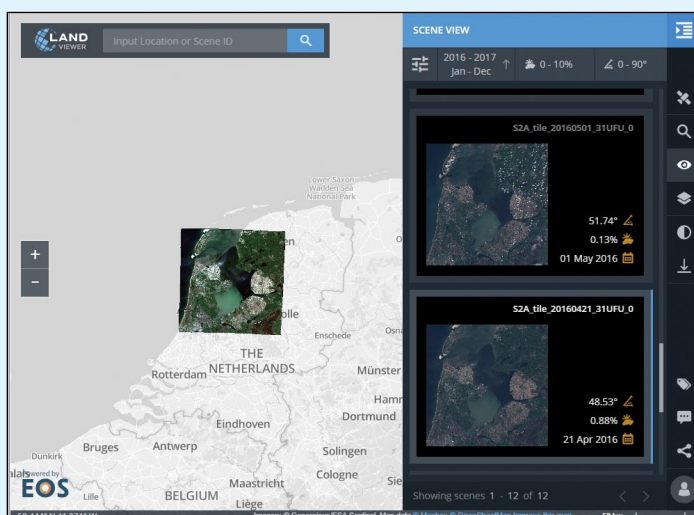 LAND
VIEWER
Input Location or Scene ID
SCENE VIEW
2016 - 2017
Jan - Dec
0 - 10%
0 - 90°
S2A_tile_20160501_31UFU_0
51.74°
0.13%
01 May 2016
S2A_tile_20160421_31UFU_0
48.53°
0.88%
21 Apr 2016
Showing scenes 1 - 12 of 12
Lower Saxon
Wadden Sea
National Park
+
−
Enschede
THE
NETHERLANDS
Rotterdam
Münster
Dortmund
Eindhoven
Solingen
Bruges
Antwerp
Dunkirk
Cologne
Maastricht
Lille
BELGIUM
Liège
EOS